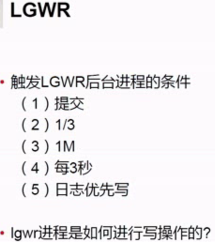 LGWR
• 触发LGWR后台进程的条件
（1）提交
（2）1/3
（3）1M
（4）每3秒
（5）日志优先写
• lgwr进程是如何进行写操作的?